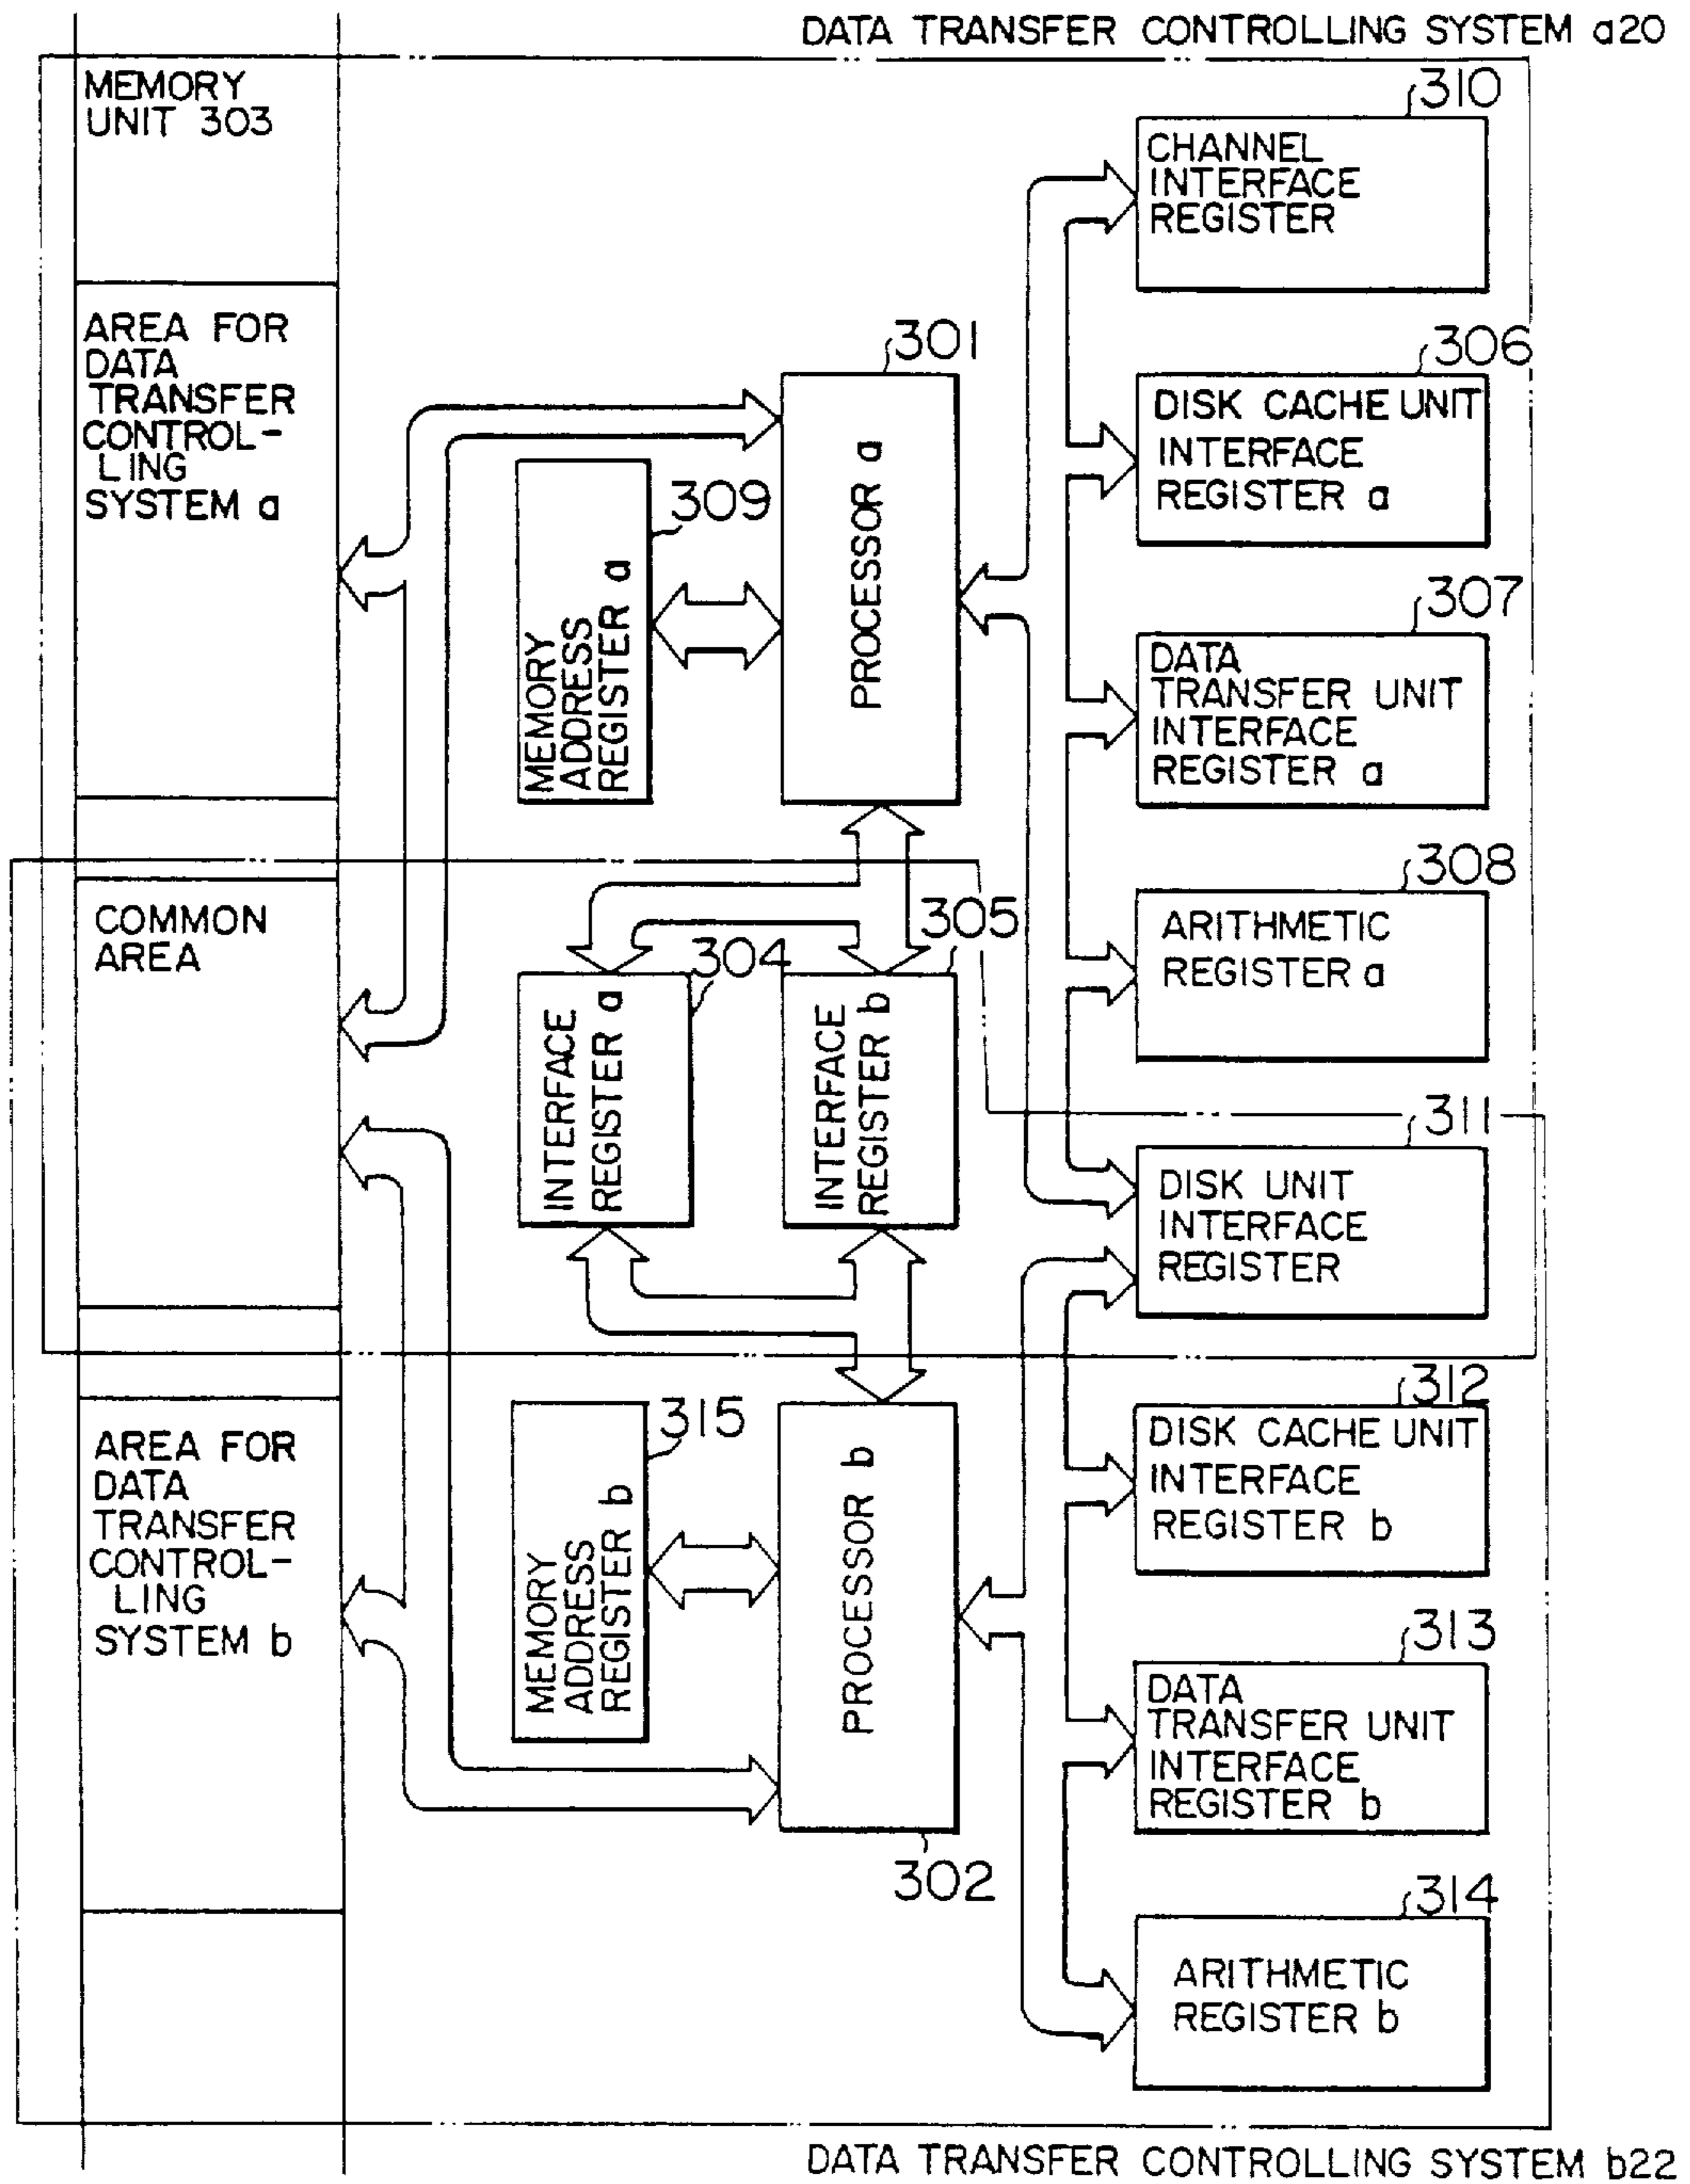 DATA TRANSFER CONTROLLING SYSTEM a20
MEMORY
UNIT 303
310
CHANNEL
INTERFACE
REGISTER
AREA FOR
DATA
TRANSFER
CONTROL-
LING
SYSTEM a
301
PROCESSOR a
309
MEMORY
ADDRESS
REGISTER a
306
DISK CACHE UNIT
INTERFACE
REGISTER a
307
DATA
TRANSFER UNIT
INTERFACE
REGISTER a
308
ARITHMETIC
REGISTER a
COMMON
AREA
304
INTERFACE
REGISTER a
305
INTERFACE
REGISTER b
311
DISK UNIT
INTERFACE
REGISTER
312
DISK CACHE UNIT
INTERFACE
REGISTER b
AREA FOR
DATA
TRANSFER
CONTROL-
LING
SYSTEM b
315
MEMORY
ADDRESS
REGISTER b
PROCESSOR b
302
313
DATA
TRANSFER UNIT
INTERFACE
REGISTER b
314
ARITHMETIC
REGISTER b
DATA TRANSFER CONTROLLING SYSTEM b22